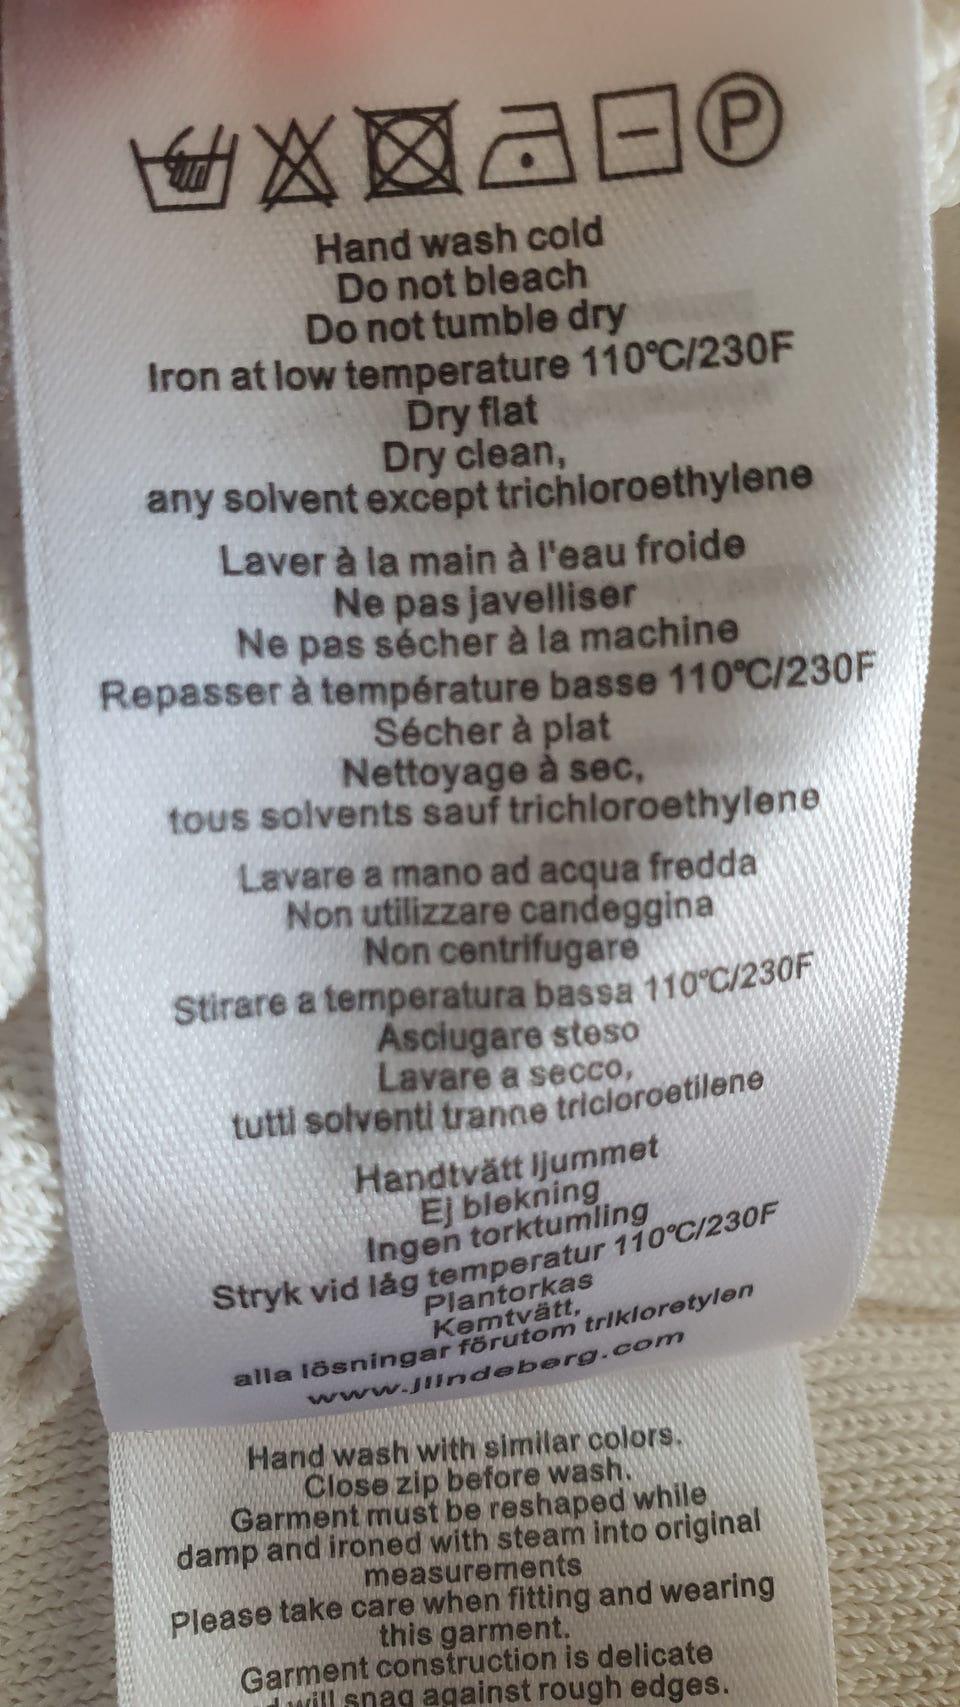 P
Hand wash cold
Do not bleach
Do not tumble dry
Iron at low temperature 110°C/230F
Dry flat
Dry clean,
any solvent except trichloroethylene
Laver à la main à l'eau froide
Ne pas javelliser
Ne pas sécher à la machine
Repasser à température basse 110°C/230F
Sécher à plat
Nettoyage à sec,
tous solvents sauf trichloroethylene
Lavare a mano ad acqua fredda
Non utilizzare candeggina
Non centrifugare
Stirare a temperatura bassa 110°C/230F
Asciugare steso
Lavare a secco,
tutti solventi tranne tricloroetilene
Handtvätt ljummet
Ej blekning
Ingen torktumling
Stryk vid låg temperatur 110°C/230F
Plantorkas
Kemtvätt,
alla lösningar förutom trikloretylen
www.jlindeberg.com
Hand wash with similar colors.
Close zip before wash.
Garment must be reshaped while
damp and ironed with steam into original
measurements
Please take care when fitting and wearing
this garment.
Garment construction is delicate
will snag against rough edges.